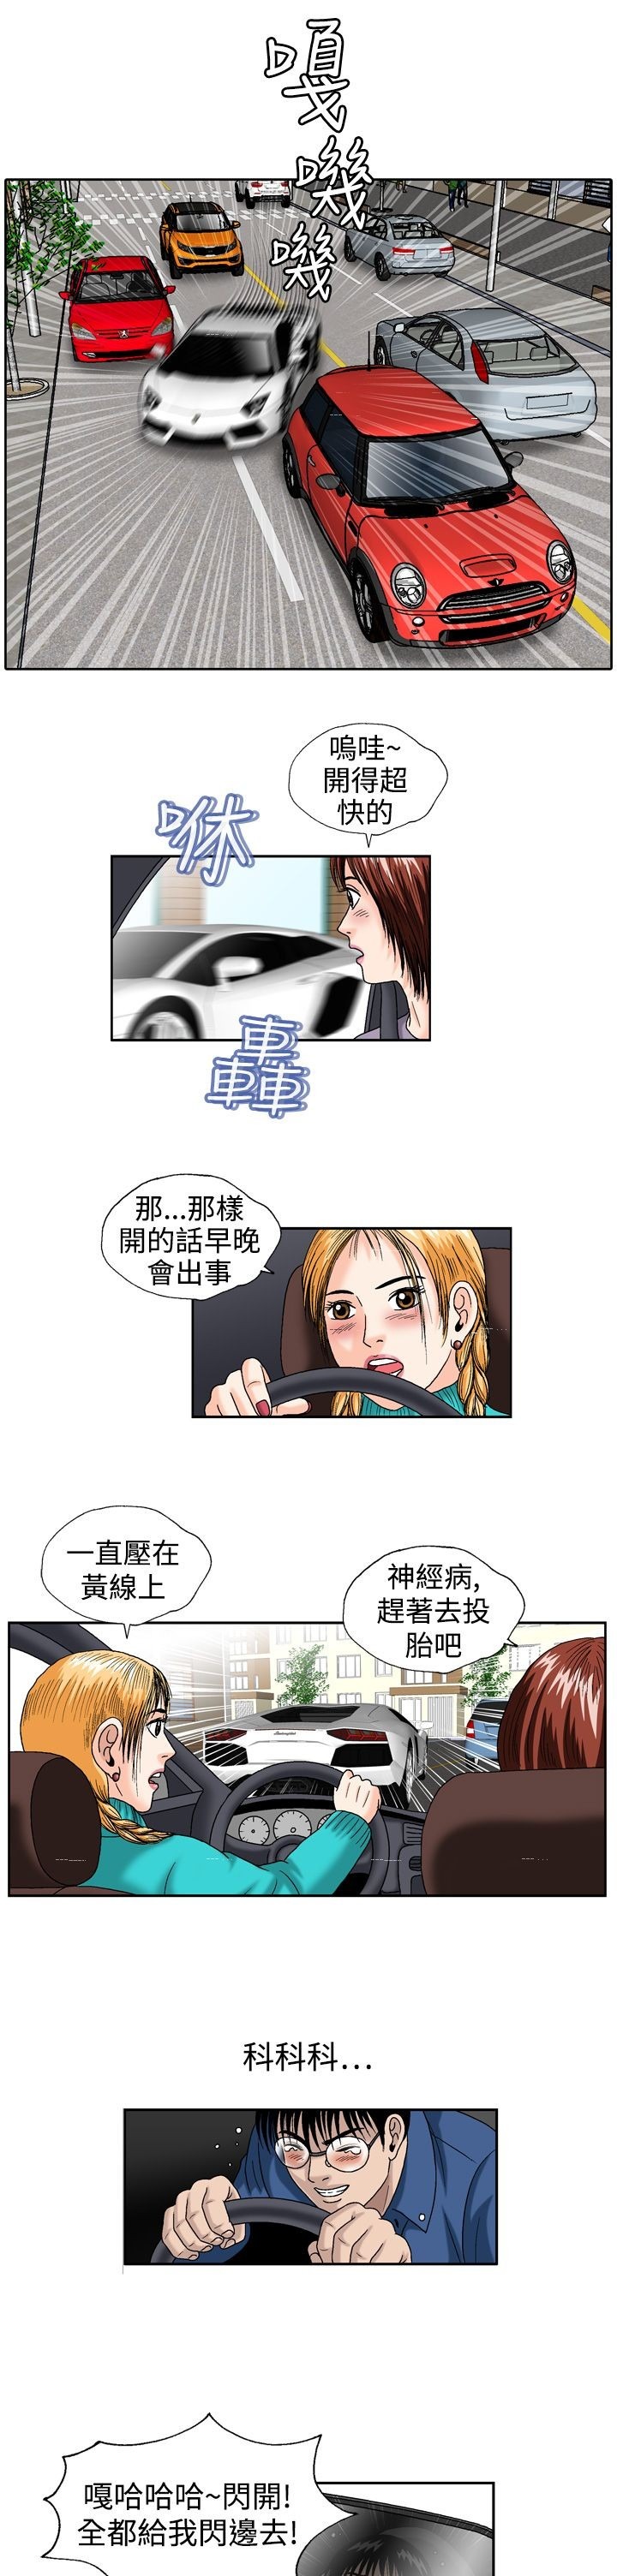 嘎
嘰
嘰
嗚哇~
開得超
快的
咻
轟
那...那樣
開的話早晚
會出事
一直壓在
黃線上
神經病,
趕著去投
胎吧
科科科...
嘎哈哈哈~閃開!
全都給我閃邊去!